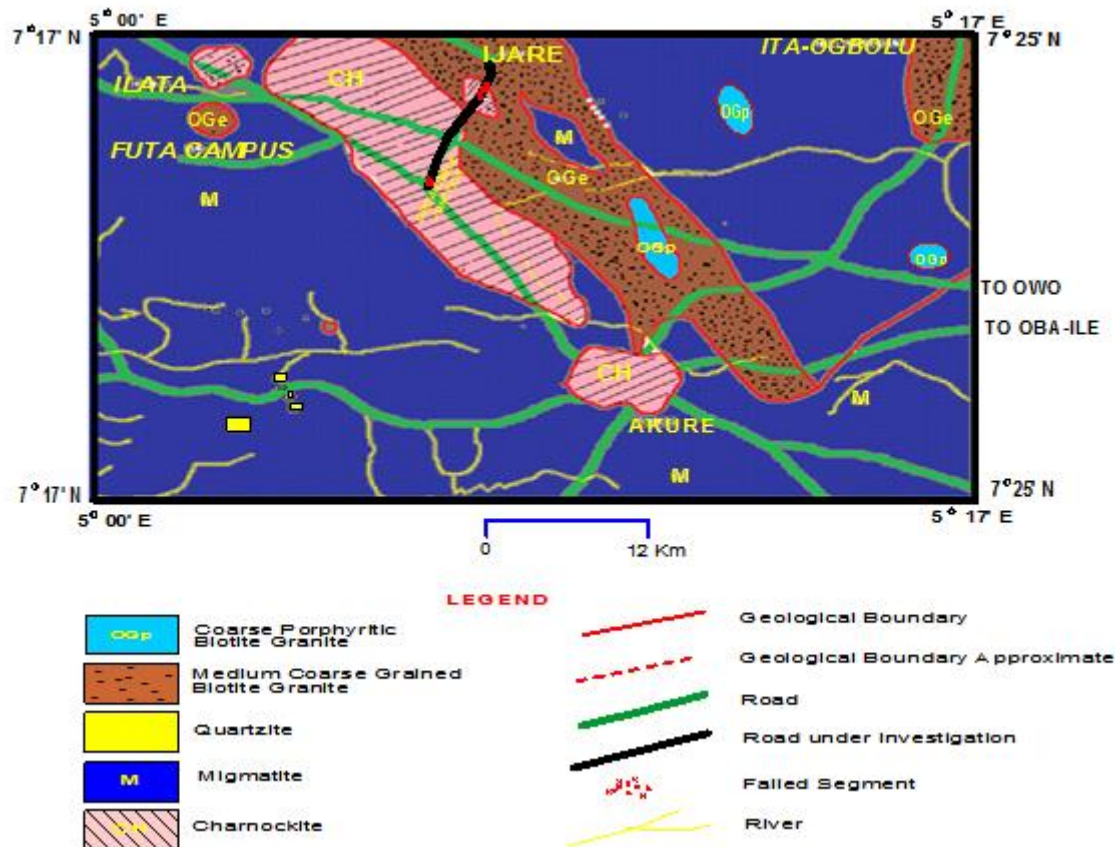 5° 00' E
5° 17' E
7° 17' N
7° 25' N
IJARE
ITA-OGBOLU
CH
ILATA
OGp
OGe
OGe
FUTA CAMPUS
M
OGe
M
OGp
OGp
TO OWO
TO OBA-ILE
CH
M
AKURE
M
7° 17' N
7° 25' N
5° 00' E
5° 17' E
0
12 Km
LEGEND
OGp
Coarse Porphyritic
Biotite Granite
Medium Coarse Grained
Biotite Granite
Quartzite
M
Migmatite
CH
Charnockite
Geological Boundary
Geological Boundary Approximate
Road
Road under Investigation
Failed Segment
River